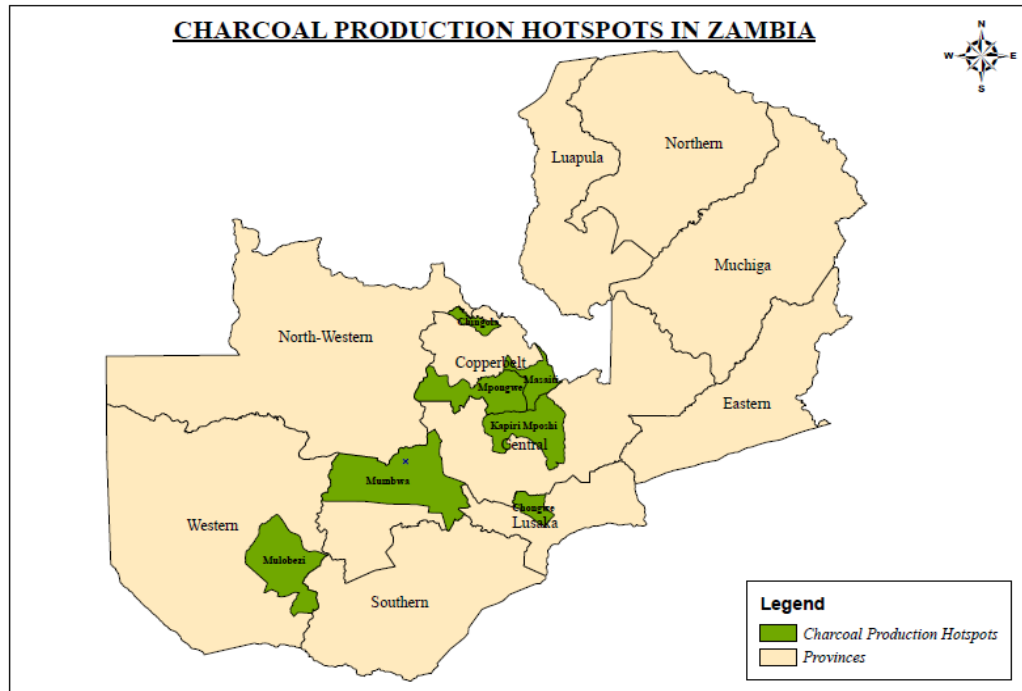 CHARCOAL PRODUCTION HOTSPOTS IN ZAMBIA
N
W E
S
Luapula
Northern
Muchiga
North-Western
Chingola
Copperbelt
Masaiti
Mpongwe
Eastern
Kapiri Mposhi
Central
Mumbwa
Chongwe
Lusaka
Western
Mulobezi
Southern
Legend
Charcoal Production Hotspots
Provinces